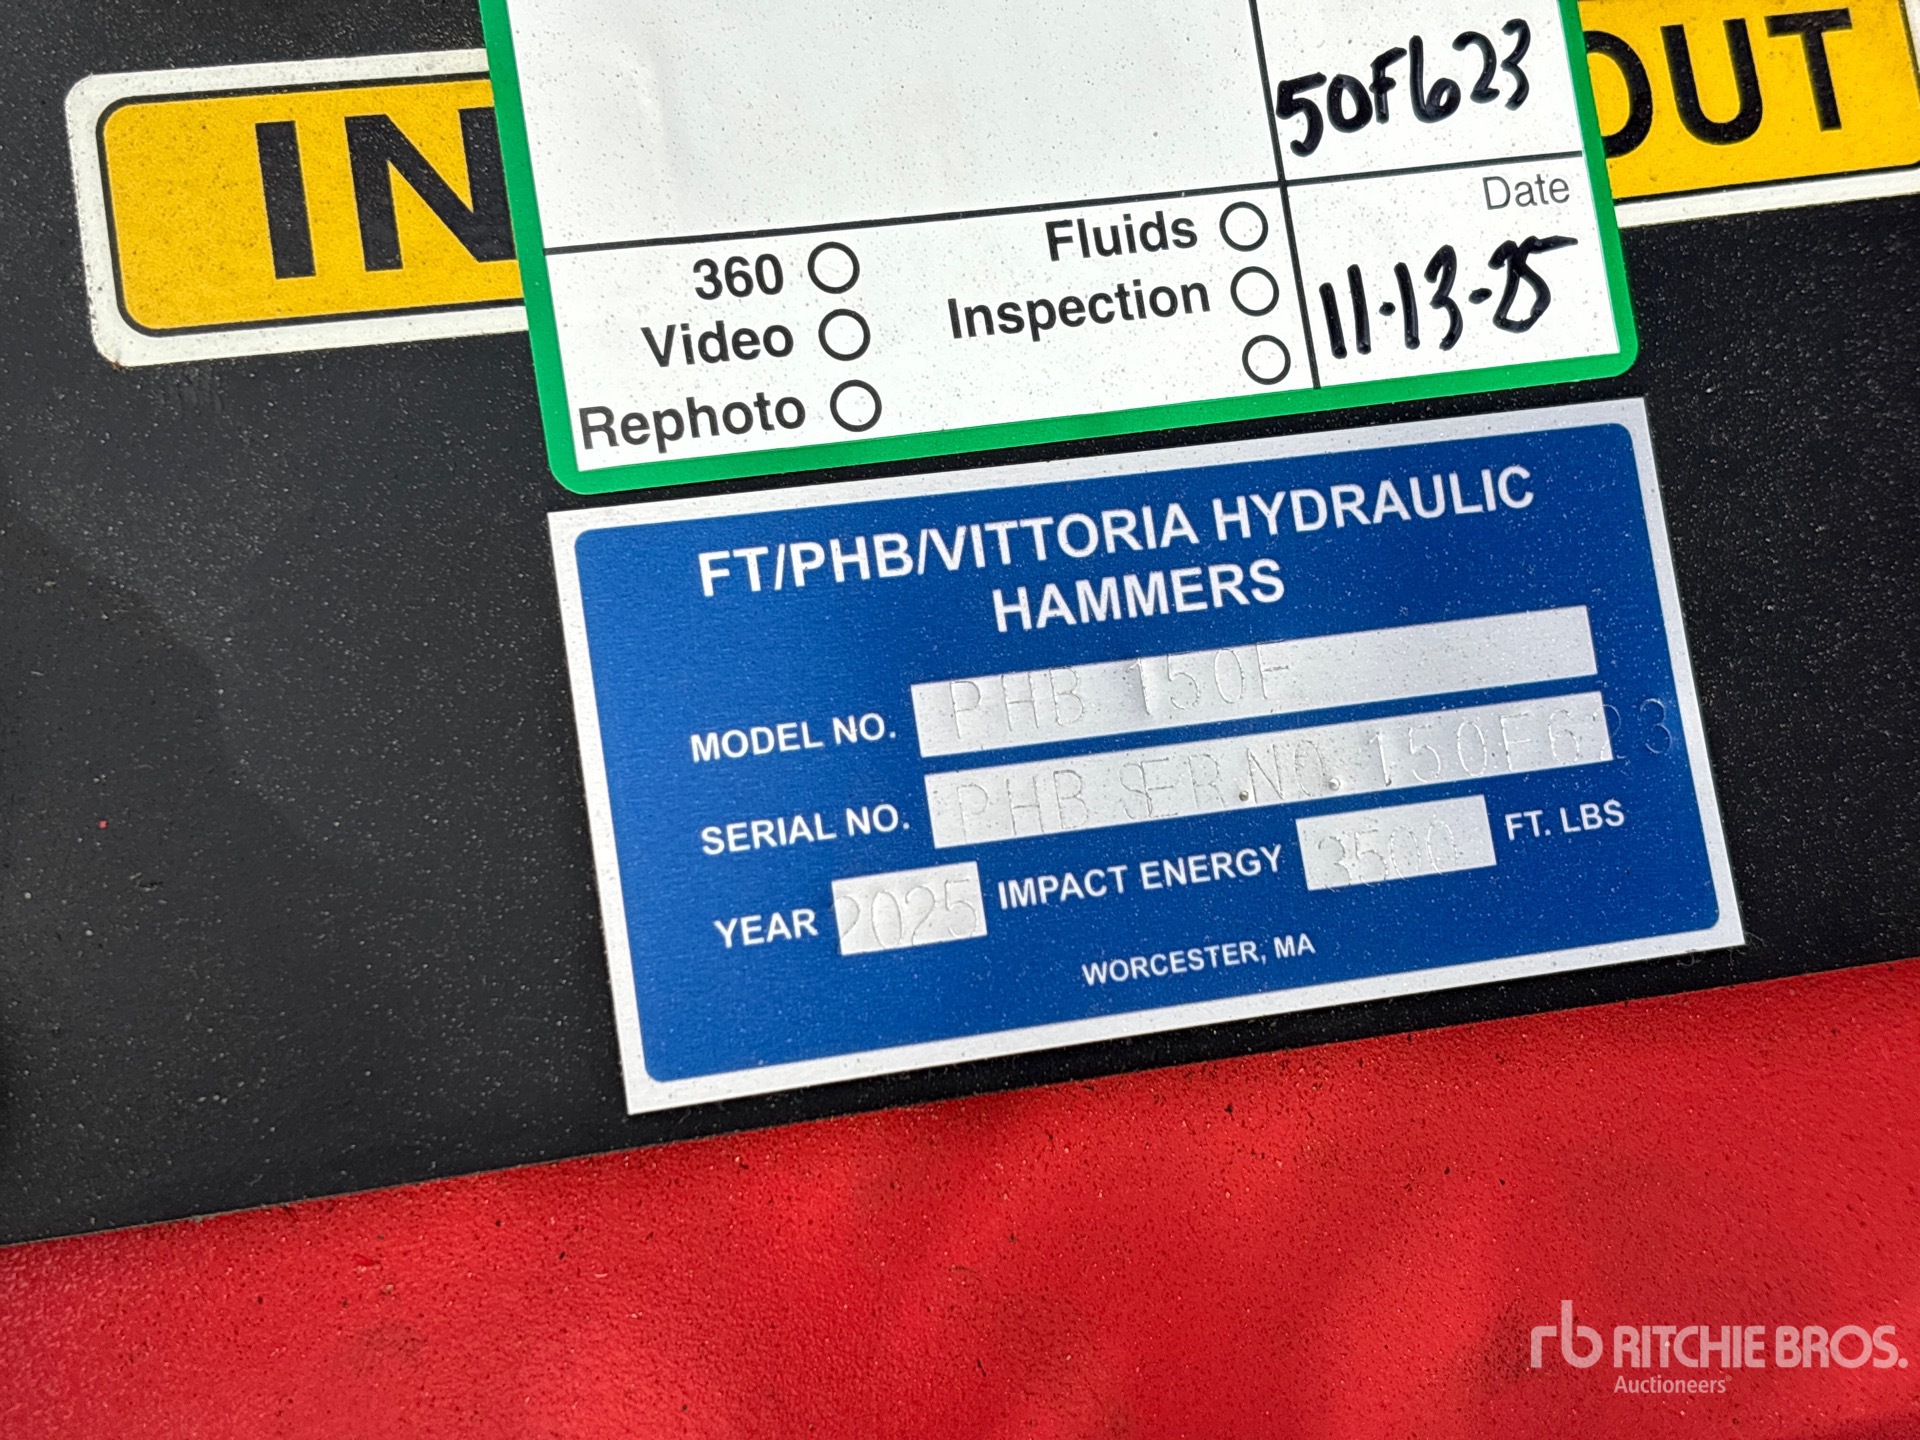 IN
OUT
50F623
360
Fluids
Date
Video
Inspection
11-13-25
Rephoto
FT/PHB/VITTORIA HYDRAULIC
HAMMERS
MODEL NO. PHB 150F
SERIAL NO. PHB SER.NO. 150F623
YEAR 2025 IMPACT ENERGY 3500 FT. LBS
WORCESTER, MA
rb RITCHIE BROS.
Auctioneers